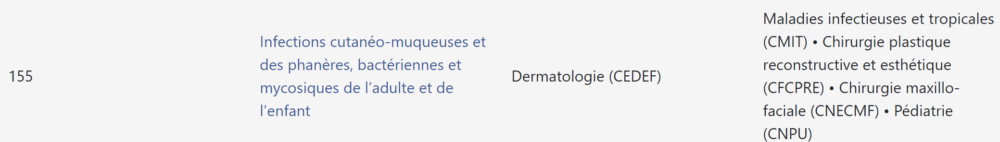 155
Infections cutanéo-muqueuses et
des phanères, bactériennes et
mycosiques de l’adulte et de
l’enfant
Dermatologie (CEDEF)
Maladies infectieuses et tropicales
(CMIT) • Chirurgie plastique
reconstructive et esthétique
(CFCPRE) • Chirurgie maxillo-
faciale (CNECMF) • Pédiatrie
(CNPU)